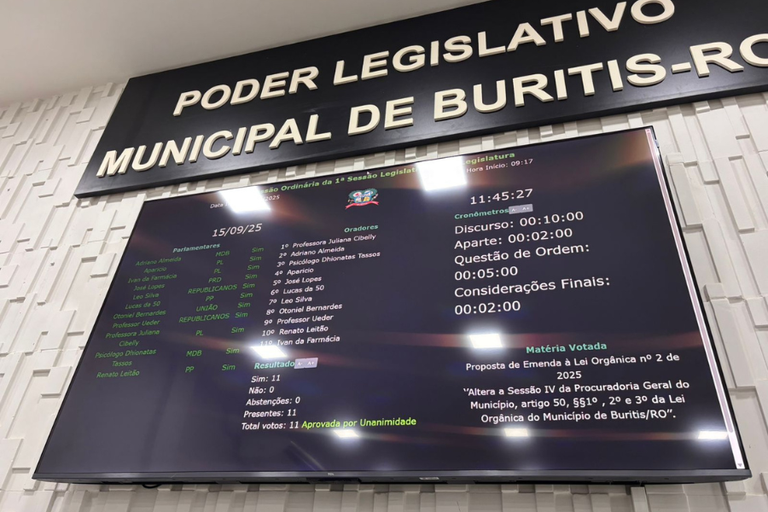 PODER LEGISLATIVO
MUNICIPAL DE BURITIS-RO
Sessão Ordinária da 1ª Sessão Legislat
Legislatura
Data
2025
Hora Início: 09:17
15/09/25
11:45:27
Parlamentares
Adriano Almeida MDB Sim
Aparicio PL Sim
Ivan da Farmácia PL Sim
José Lopes PRD Sim
Leo Silva REPUBLICANOS Sim
Lucas da 50 PP Sim
Otoniel Bernardes UNIÃO Sim
Professor Ueder REPUBLICANOS Sim
Professora Juliana PL Sim
Cibelly
Psicólogo Dhionatas MDB Sim
Tassos
Renato Leitão PP Sim
Oradores
1º Professora Juliana Cibelly
2º Adriano Almeida
3º Psicólogo Dhionatas Tassos
4º Aparicio
5º José Lopes
6º Lucas da 50
7º Leo Silva
8º Otoniel Bernardes
9º Professor Ueder
10º Renato Leitão
11º Ivan da Farmácia
Resultado
Sim: 11
Não: 0
Abstenções: 0
Presentes: 11
Total votos: 11 Aprovada por Unanimidade
Cronômetros
Discurso: 00:10:00
Aparte: 00:02:00
Questão de Ordem:
00:05:00
Considerações Finais:
00:02:00
Matéria Votada
Proposta de Emenda à Lei Orgânica nº 2 de
2025
"Altera a Sessão IV da Procuradoria Geral do
Município, artigo 50, §§1º , 2º e 3º da Lei
Orgânica do Município de Buritis/RO".